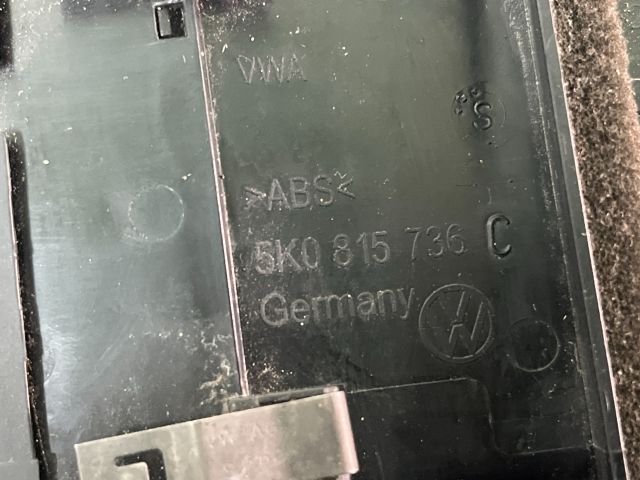 VWA
S
>ABS<
5K0 815 736 C
Germany